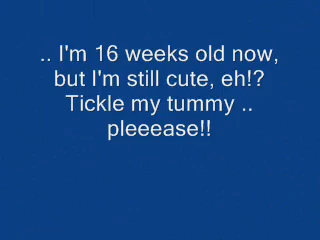 .. I'm 16 weeks old now,
but I'm still cute, eh!?
Tickle my tummy ..
pleeease!!